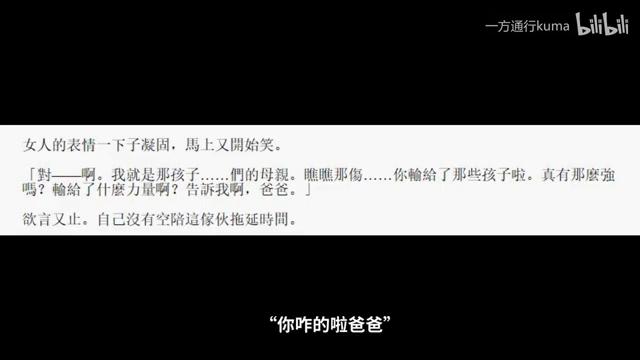 一方通行kuma bilibili
女人的表情一下子凝固，馬上又開始笑。
「對——啊。我就是那孩子……們的母親。瞧瞧那傷……你輸給了那些孩子啦。真有那麼強
嗎？輸給了什麼力量啊？告訴我啊，爸爸。」
欲言又止。自己沒有空陪這傢伙拖延時間。
“你咋的啦爸爸”